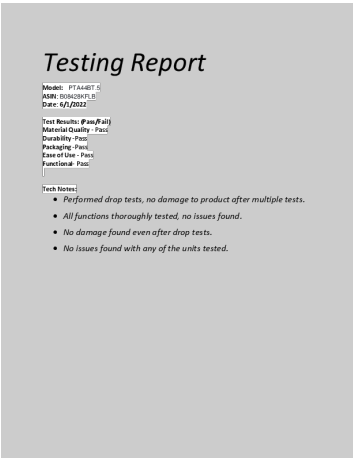 Testing Report
Model: PTA44BT.5
ASIN: B08428KFLB
Date: 6/1/2022
Test Results: (Pass/Fail)
Material Quality - Pass
Durability -Pass
Packaging -Pass
Ease of Use - Pass
Functional- Pass
Tech Notes:
• Performed drop tests, no damage to product after multiple tests.
• All functions thoroughly tested, no issues found.
• No damage found even after drop tests.
• No issues found with any of the units tested.